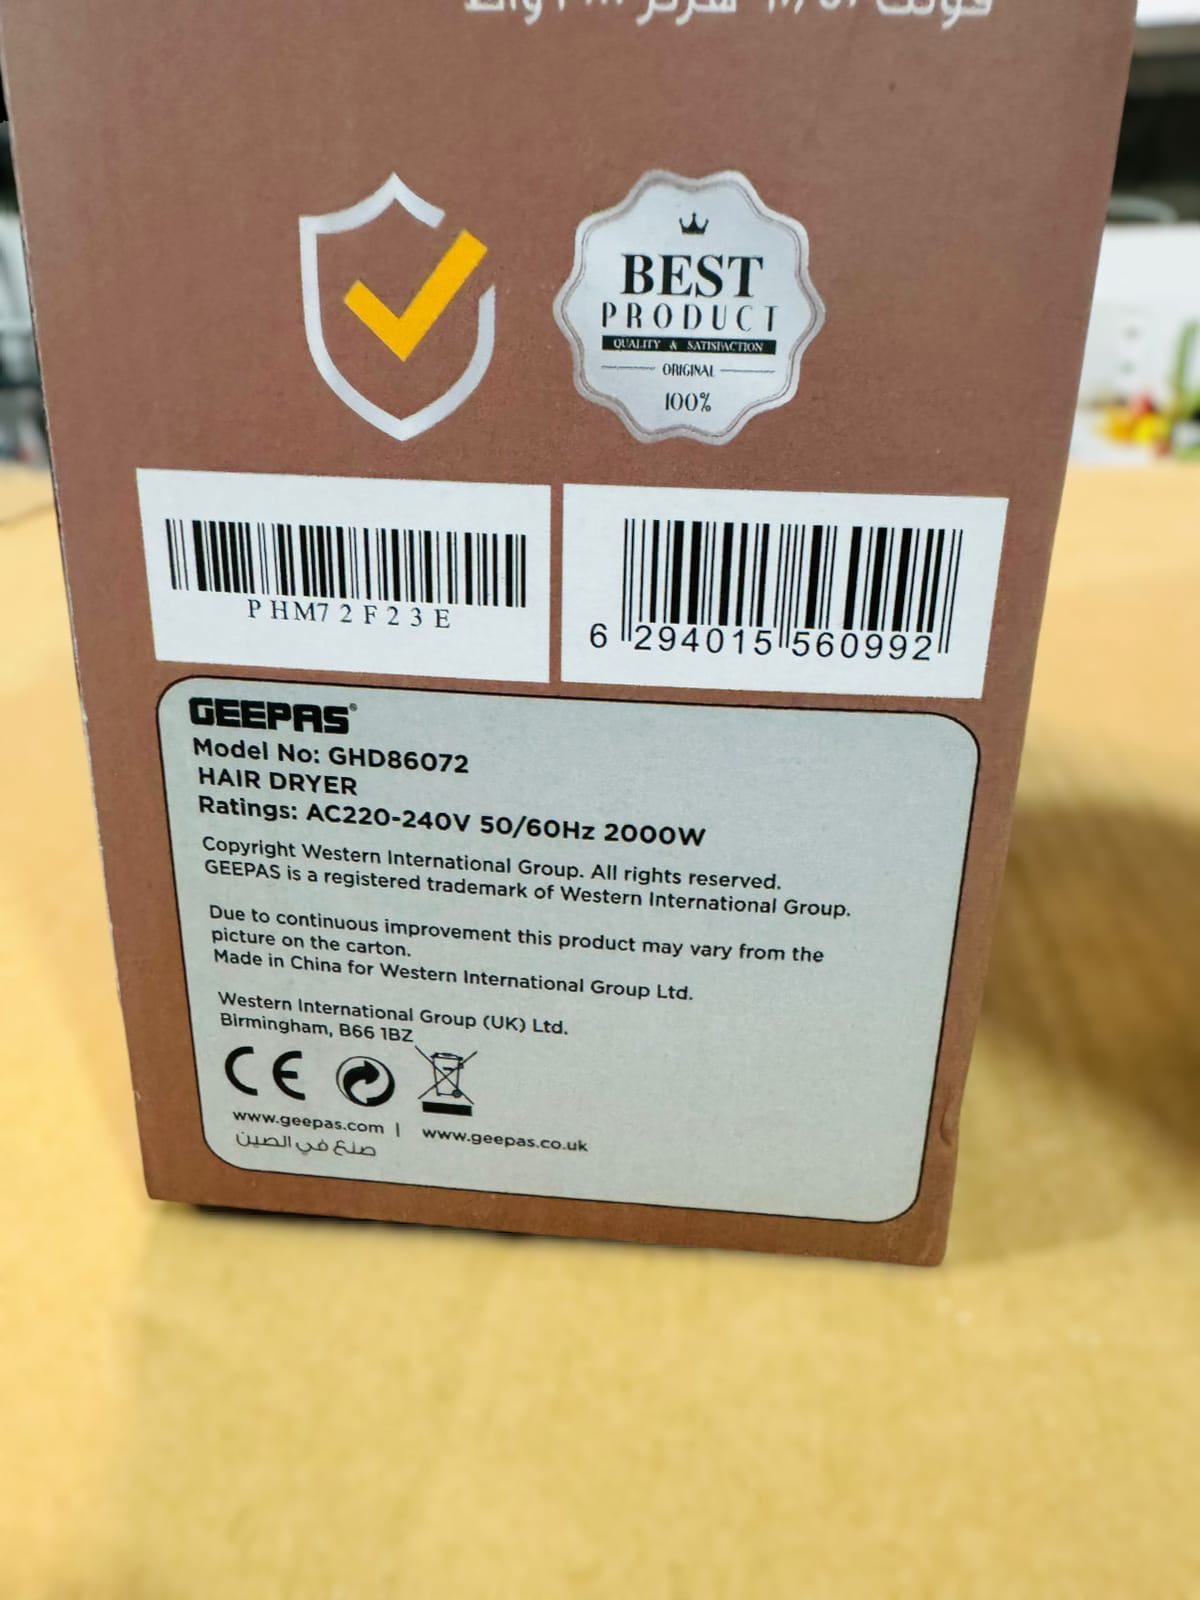 BEST
PRODUCT
QUALITY & SATISFACTION
ORIGINAL
100%
PHM72F23E
6 294015 560992
GEEPAS®
Model No: GHD86072
HAIR DRYER
Ratings: AC220-240V 50/60Hz 2000W
Copyright Western International Group. All rights reserved.
GEEPAS is a registered trademark of Western International Group.
Due to continuous improvement this product may vary from the
picture on the carton.
Made in China for Western International Group Ltd.
Western International Group (UK) Ltd.
Birmingham, B66 1BZ
CE
www.geepas.com | www.geepas.co.uk
صنع في الصين